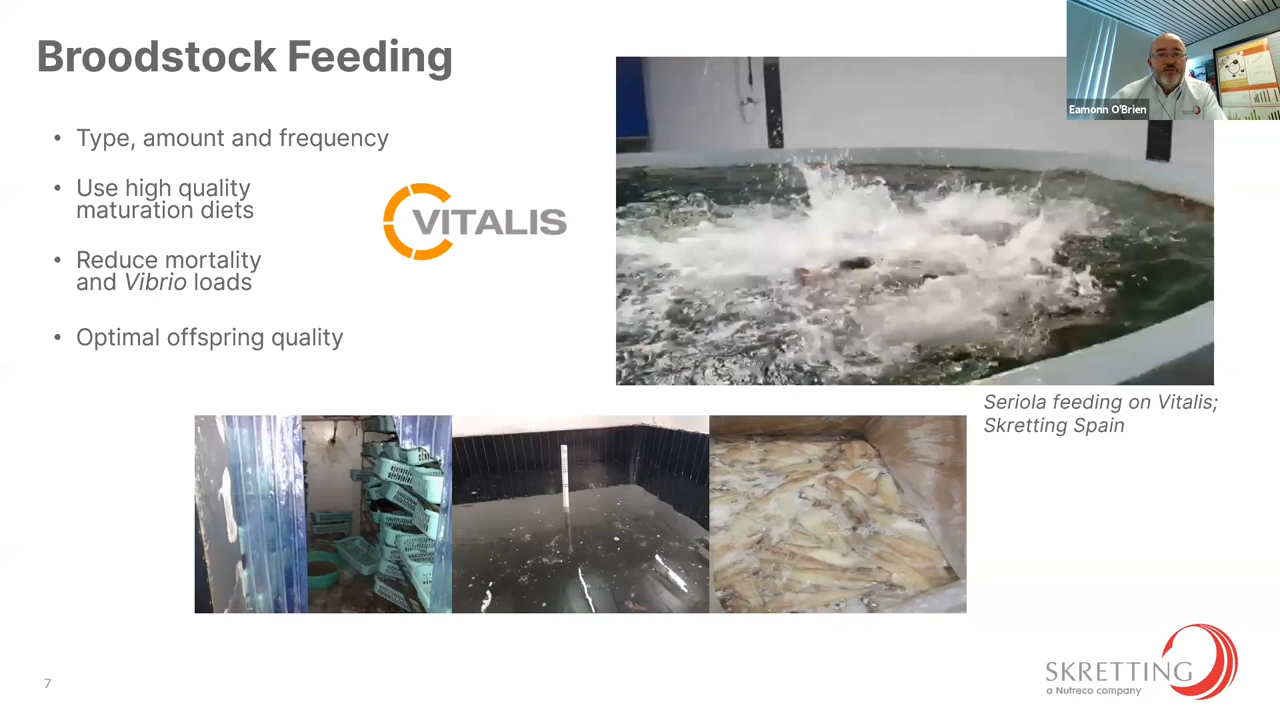 Broodstock Feeding
Eamonn O'Brien
• Type, amount and frequency
• Use high quality
maturation diets
VITALIS
• Reduce mortality
and Vibrio loads
• Optimal offspring quality
Seriola feeding on Vitalis;
Skretting Spain
7
SKRETTING
a Nutreco company